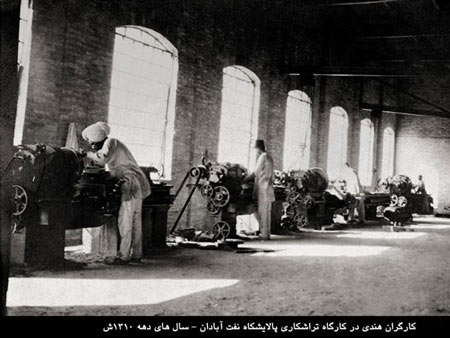 کارگران هندی در کارگاه تراشکاری پالایشگاه نفت آبادان – سال های دهه ۱۳۱۰ش